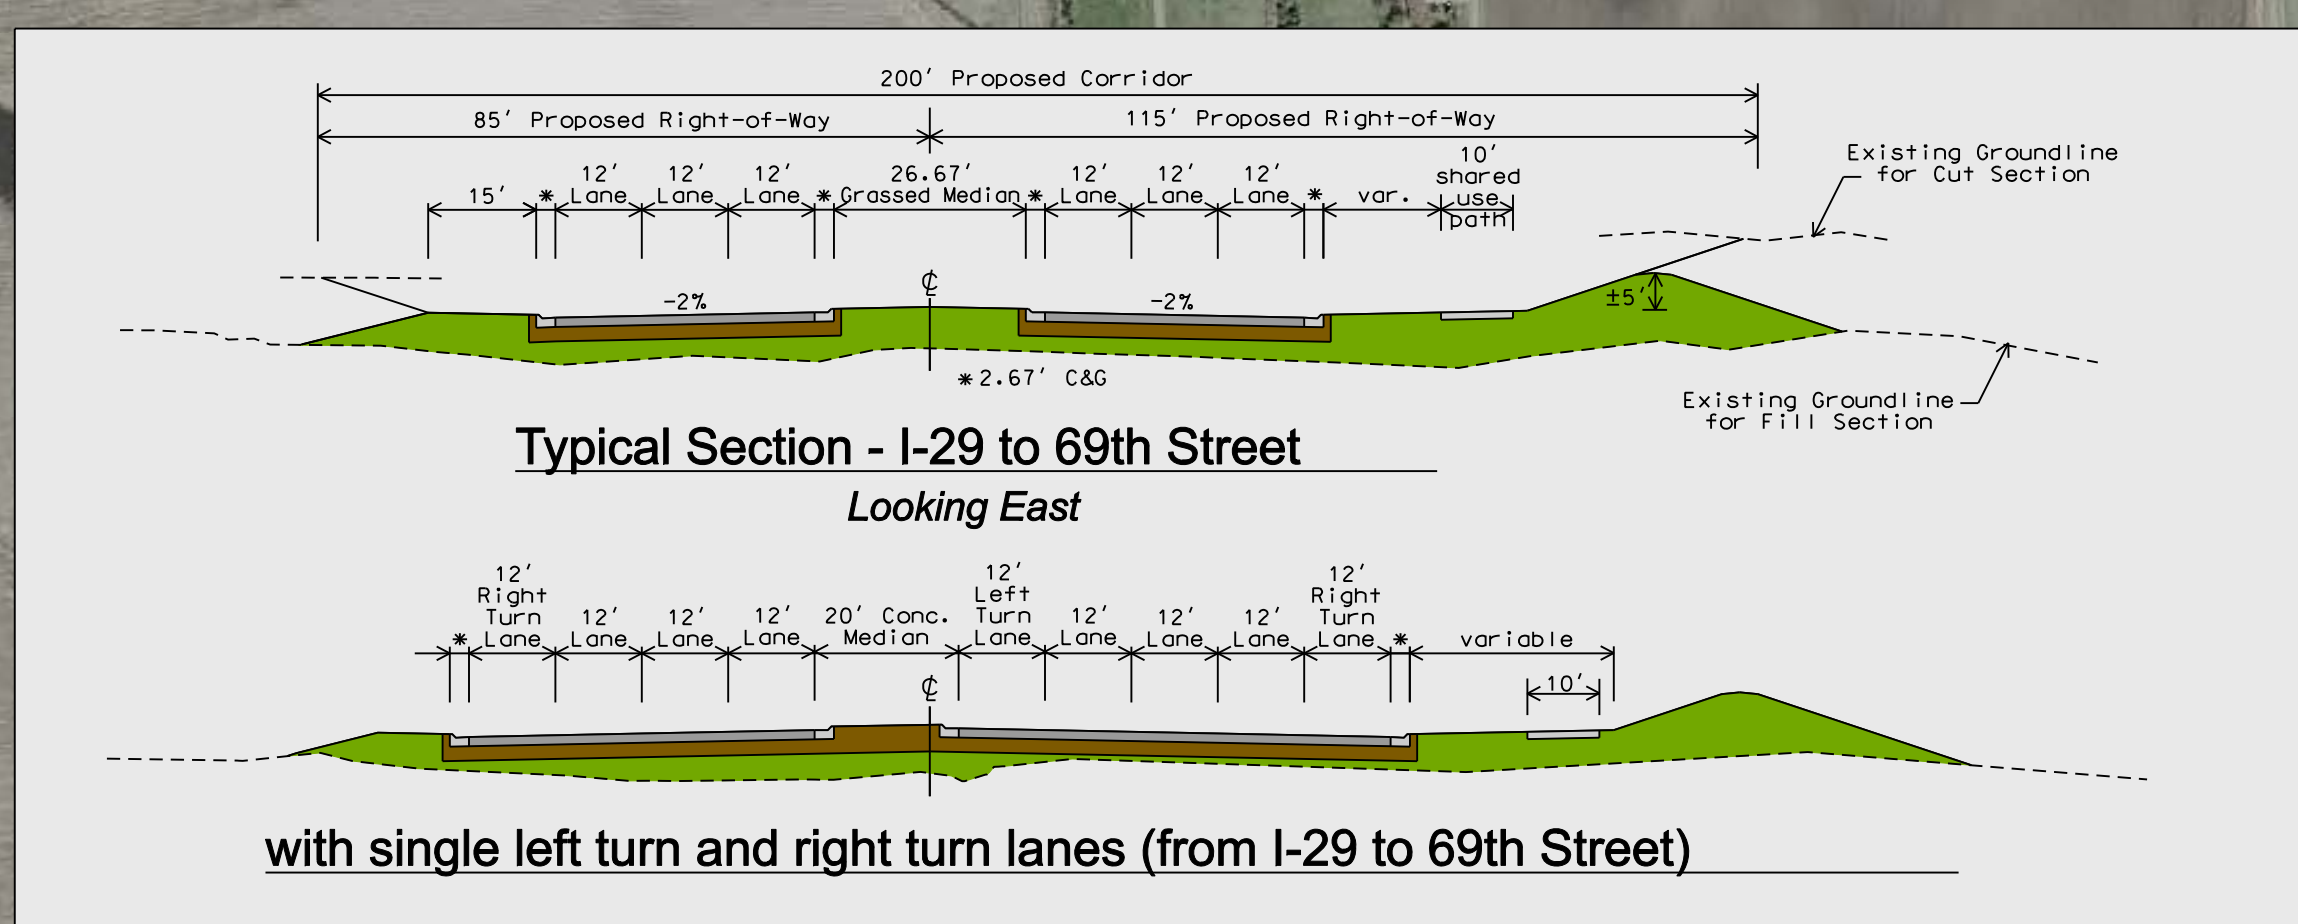 200' Proposed Corridor
85' Proposed Right-of-Way
115' Proposed Right-of-Way
15'
*
12'
Lane
12'
Lane
12'
Lane
*
26.67'
Grassed Median
*
12'
Lane
12'
Lane
12'
Lane
*
var.
10'
shared
use
path
Existing Groundline
for Cut Section
℄
-2%
-2%
±5'
*2.67' C&G
Existing Groundline
for Fill Section
Typical Section - I-29 to 69th Street
Looking East
*
12'
Right
Turn
Lane
12'
Lane
12'
Lane
12'
Lane
20' Conc.
Median
12'
Left
Turn
Lane
12'
Lane
12'
Lane
12'
Lane
12'
Right
Turn
Lane
*
variable
10'
℄
with single left turn and right turn lanes (from I-29 to 69th Street)